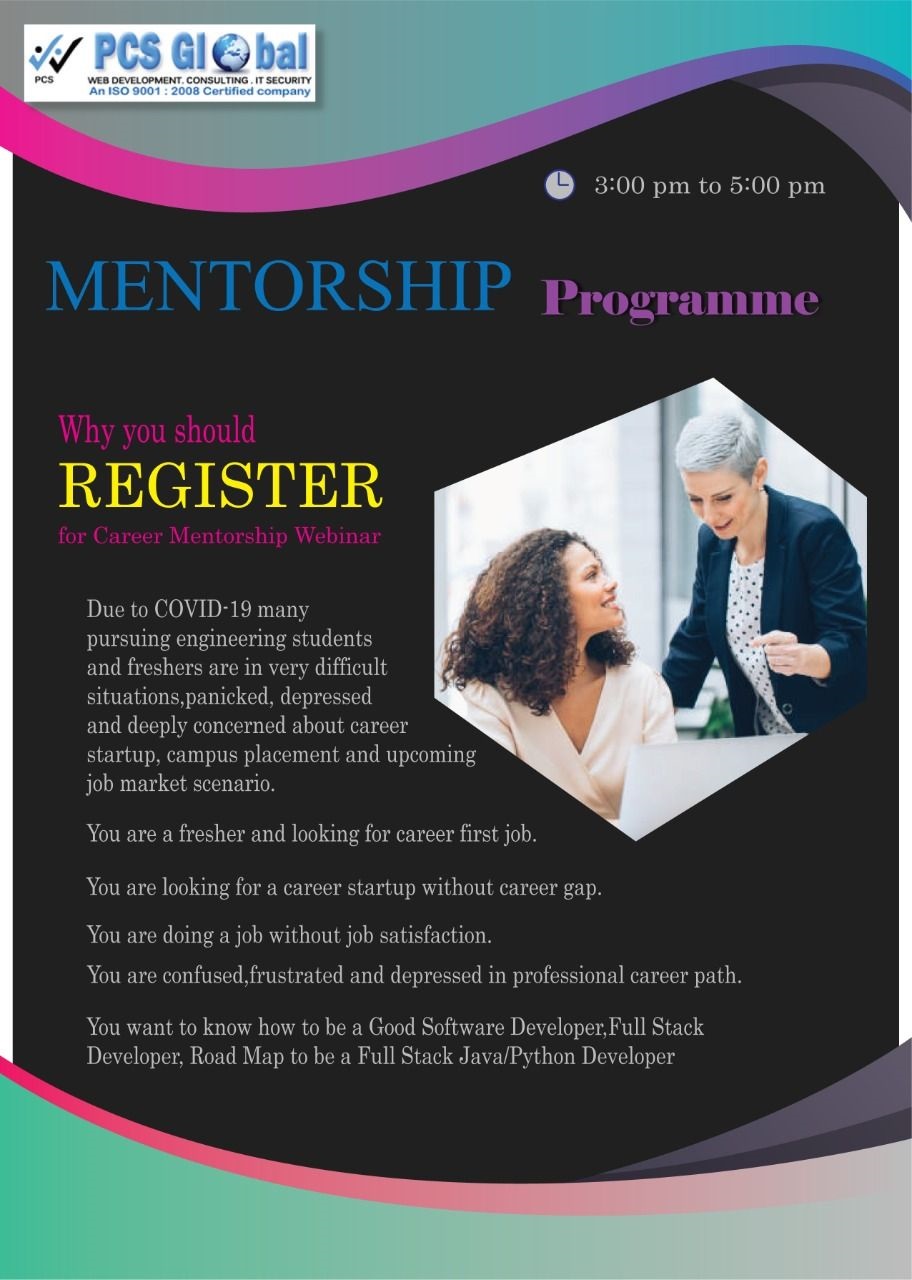 PCS Global
PCS
WEB DEVELOPMENT. CONSULTING . IT SECURITY
An ISO 9001 : 2008 Certified company
3:00 pm to 5:00 pm
MENTORSHIP Programme
Why you should
REGISTER
for Career Mentorship Webinar
Due to COVID-19 many
pursuing engineering students
and freshers are in very difficult
situations,panicked, depressed
and deeply concerned about career
startup, campus placement and upcoming
job market scenario.
You are a fresher and looking for career first job.
You are looking for a career startup without career gap.
You are doing a job without job satisfaction.
You are confused,frustrated and depressed in professional career path.
You want to know how to be a Good Software Developer,Full Stack
Developer, Road Map to be a Full Stack Java/Python Developer